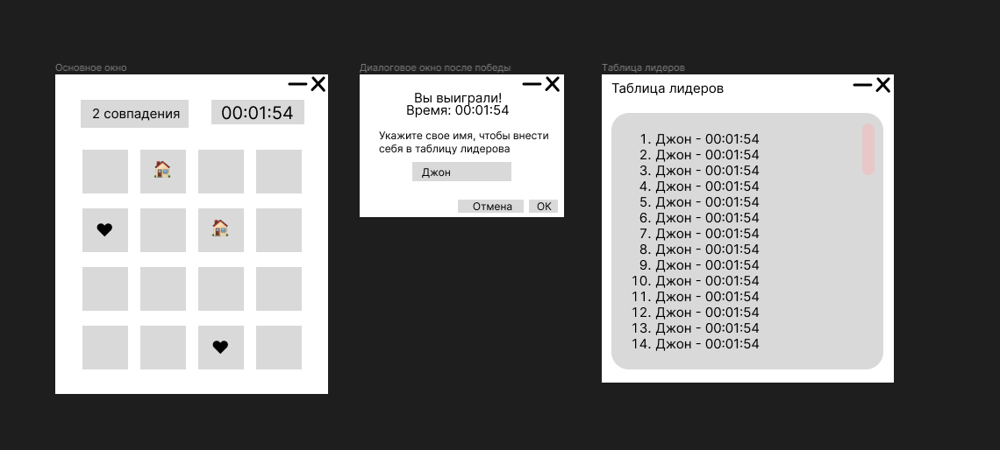 Основное окно
2 совпадения
00:01:54
Диалоговое окно после победы
Вы выиграли!
Время: 00:01:54
Укажите свое имя, чтобы внести
себя в таблицу лидерова
Джон
Отмена
ОК
Таблица лидеров
Таблица лидеров
1. Джон - 00:01:54
2. Джон - 00:01:54
3. Джон - 00:01:54
4. Джон - 00:01:54
5. Джон - 00:01:54
6. Джон - 00:01:54
7. Джон - 00:01:54
8. Джон - 00:01:54
9. Джон - 00:01:54
10. Джон - 00:01:54
11. Джон - 00:01:54
12. Джон - 00:01:54
13. Джон - 00:01:54
14. Джон - 00:01:54